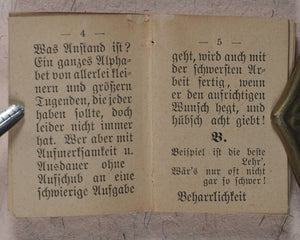 — 4 —
Was Anstand ist?
Ein ganzes Alpha-
bet von allerlei klei-
nern und größern
Tugenden, die jeder
haben sollte, doch
leider nicht immer
hat. Wer aber mit
Aufmerksamkeit u.
Ausdauer ohne
Aufschub an eine
schwierige Aufgabe
— 5 —
geht, wird auch mit
der schwersten Ar-
beit fertig, wenn
er den aufrichtigen
Wunsch hegt, und
hübsch acht giebt!
B.
Beispiel ist die beste
Lehr',
Wär's nur oft nicht
gar so schwer!
Beharrlichkeit